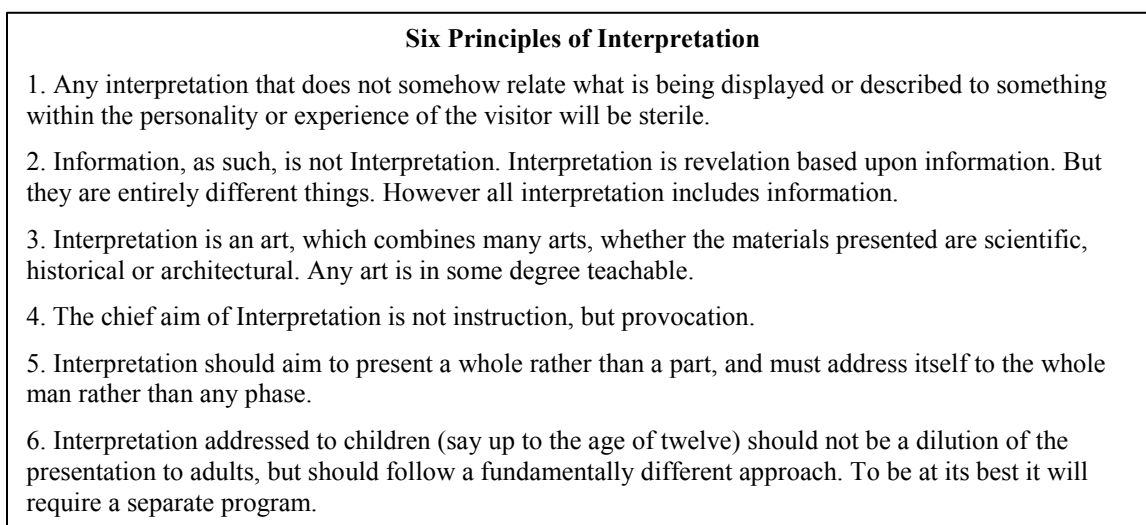 Six Principles of Interpretation
1. Any interpretation that does not somehow relate what is being displayed or described to something
within the personality or experience of the visitor will be sterile.
2. Information, as such, is not Interpretation. Interpretation is revelation based upon information. But
they are entirely different things. However all interpretation includes information.
3. Interpretation is an art, which combines many arts, whether the materials presented are scientific,
historical or architectural. Any art is in some degree teachable.
4. The chief aim of Interpretation is not instruction, but provocation.
5. Interpretation should aim to present a whole rather than a part, and must address itself to the whole
man rather than any phase.
6. Interpretation addressed to children (say up to the age of twelve) should not be a dilution of the
presentation to adults, but should follow a fundamentally different approach. To be at its best it will
require a separate program.